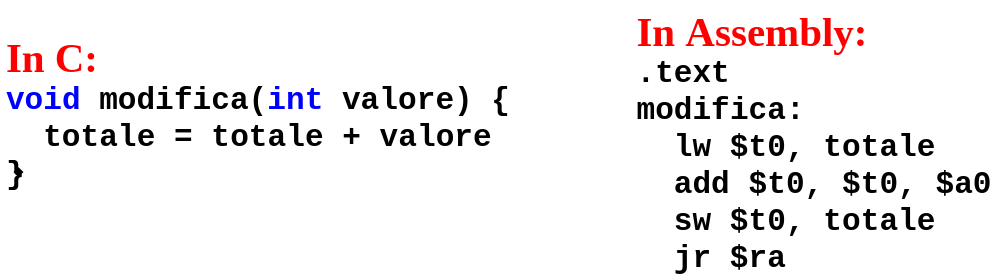 In C:
void modifica(int valore) {
  totale = totale + valore
}
In Assembly:
.text
modifica:
  lw $t0, totale
  add $t0, $t0, $a0
  sw $t0, totale
  jr $ra